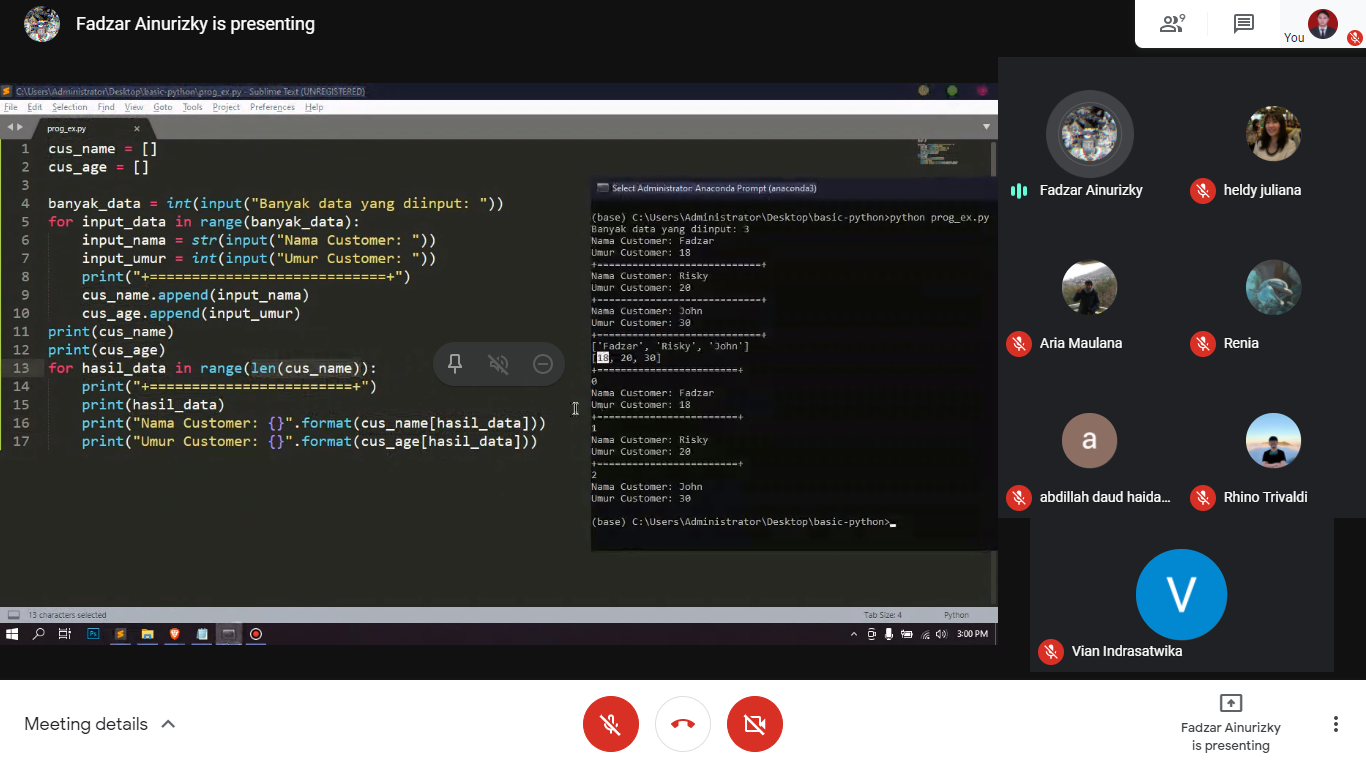 Fadzar Ainurizky is presenting
9
You
C:\Users\Administrator\Desktop\basic-python\prog_ex.py - Sublime Text (UNREGISTERED)
File Edit Selection Find View Goto Tools Project Preferences Help
prog_ex.py ×
1 cus_name = []
2 cus_age = []
3
4 banyak_data = int(input("Banyak data yang diinput: "))
5 for input_data in range(banyak_data):
6     input_nama = str(input("Nama Customer: "))
7     input_umur = int(input("Umur Customer: "))
8     print("+============================+")
9     cus_name.append(input_nama)
10     cus_age.append(input_umur)
11 print(cus_name)
12 print(cus_age)
13 for hasil_data in range(len(cus_name)):
14     print("+========================+")
15     print(hasil_data)
16     print("Nama Customer: {}".format(cus_name[hasil_data]))
17     print("Umur Customer: {}".format(cus_age[hasil_data]))
13 characters selected
Tab Size: 4
Python
Select Administrator: Anaconda Prompt (anaconda3)
(base) C:\Users\Administrator\Desktop\basic-python>python prog_ex.py
Banyak data yang diinput: 3
Nama Customer: Fadzar
Umur Customer: 18
+============================+
Nama Customer: Risky
Umur Customer: 20
+============================+
Nama Customer: John
Umur Customer: 30
+============================+
['Fadzar', 'Risky', 'John']
[18, 20, 30]
+========================+
0
Nama Customer: Fadzar
Umur Customer: 18
+========================+
1
Nama Customer: Risky
Umur Customer: 20
+========================+
2
Nama Customer: John
Umur Customer: 30
(base) C:\Users\Administrator\Desktop\basic-python>_
Ps
3:00 PM
Fadzar Ainurizky
heldy juliana
Aria Maulana
Renia
a
abdillah daud haida...
Rhino Trivaldi
V
Vian Indrasatwika
Meeting details
Fadzar Ainurizky
is presenting